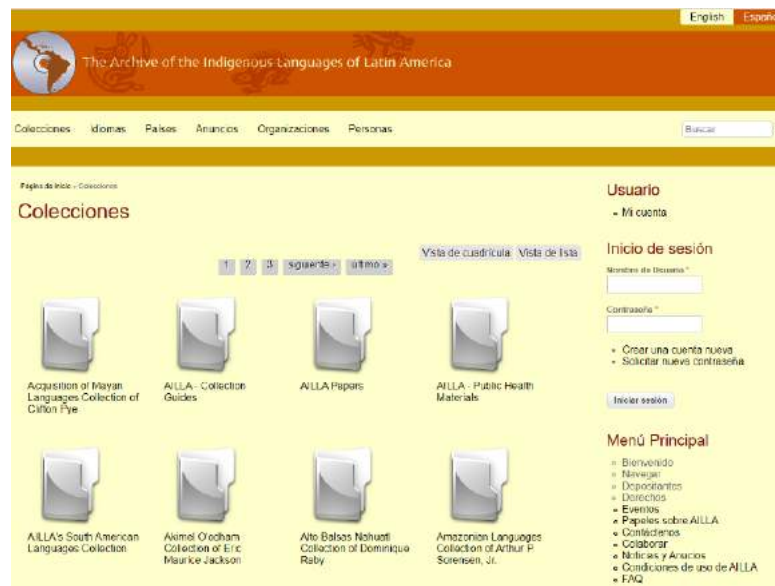 English Españo
The Archive of the Indigenous Languages of Latin America
Colecciones Idiomas Países Anuncios Organizaciones Personas
Buscar
Página de inicio » Colecciones
Colecciones
Vista de cuadrícula Vista de lista
1 2 3 siguiente › último »
Acquisition of Mayan
Languages Collection of
Clifton Pye
AILLA - Collection
Guides
AILLA Papers
AILLA - Public Health
Materials
AILLA's South American
Languages Collection
Akimel O'odham
Collection of Eric
Maurice Jackson
Alto Balsas Nahuatl
Collection of Dominique
Raby
Amazonian Languages
Collection of Arthur P.
Sorensen, Jr.
Usuario
Mi cuenta
Inicio de sesión
Nombre de Usuario *
Contraseña *
Crear una cuenta nueva
Solicitar nueva contraseña
Iniciar sesión
Menú Principal
Bienvenido
Navegar
Depositantes
Derechos
Eventos
Papeles sobre AILLA
Contáctenos
Colaborar
Noticias y Anucios
Condiciones de uso de AILLA
FAQ